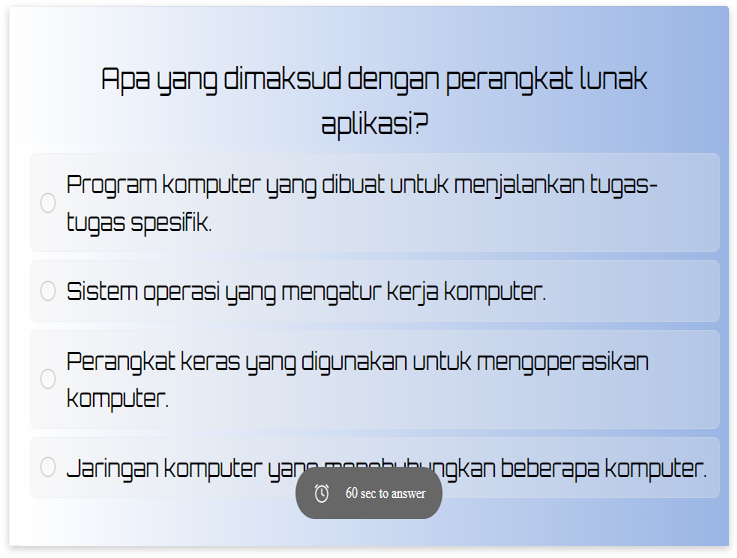 Apa yang dimaksud dengan perangkat lunak
aplikasi?
Program komputer yang dibuat untuk menjalankan tugas-
tugas spesifik.
Sistem operasi yang mengatur kerja komputer.
Perangkat keras yang digunakan untuk mengoperasikan
komputer.
Jaringan komputer yang menghubungkan beberapa komputer.
60 sec to answer